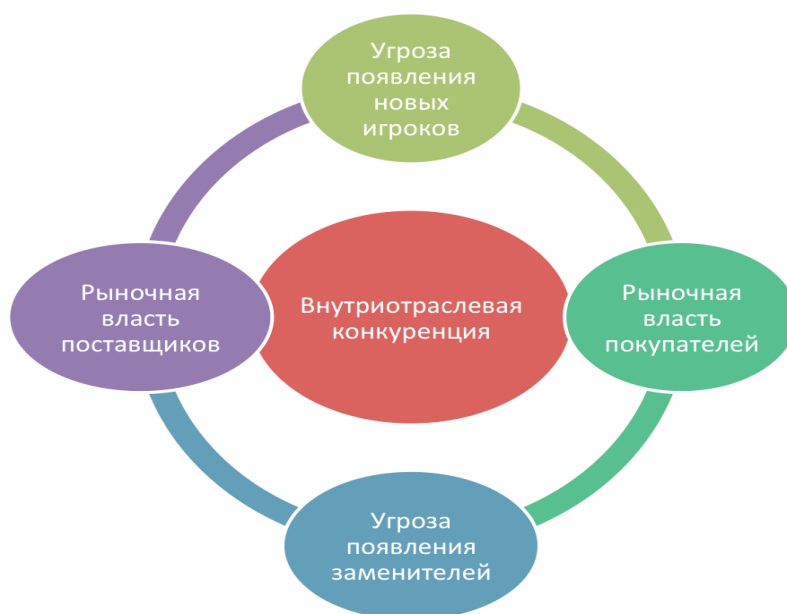 Угроза
появления
новых
игроков
Рыночная
власть
поставщиков
Внутриотраслевая
конкуренция
Рыночная
власть
покупателей
Угроза
появления
заменителей